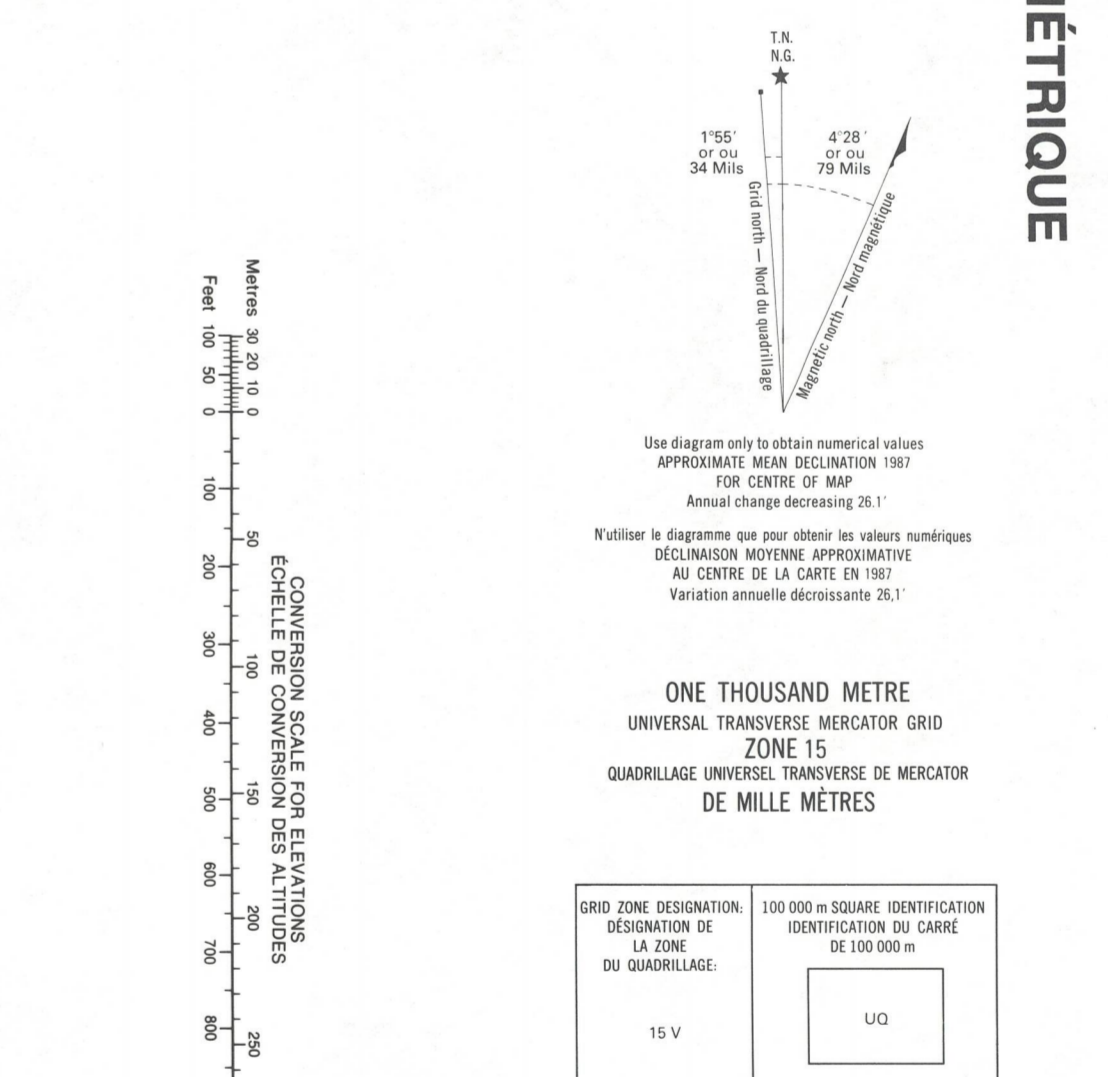 T.N.
N.G.
1°55′
or ou
34 Mils
4°28′
or ou
79 Mils
Grid north — Nord du quadrillage
Magnetic north — Nord magnétique
Use diagram only to obtain numerical values
APPROXIMATE MEAN DECLINATION 1987
FOR CENTRE OF MAP
Annual change decreasing 26.1′
N'utiliser le diagramme que pour obtenir les valeurs numériques
DÉCLINAISON MOYENNE APPROXIMATIVE
AU CENTRE DE LA CARTE EN 1987
Variation annuelle décroissante 26,1′
ONE THOUSAND METRE
UNIVERSAL TRANSVERSE MERCATOR GRID
ZONE 15
QUADRILLAGE UNIVERSEL TRANSVERSE DE MERCATOR
DE MILLE MÈTRES
GRID ZONE DESIGNATION:
DÉSIGNATION DE
LA ZONE
DU QUADRILLAGE:
15 V
100 000 m SQUARE IDENTIFICATION
IDENTIFICATION DU CARRÉ
DE 100 000 m
UQ
CONVERSION SCALE FOR ELEVATIONS
ÉCHELLE DE CONVERSION DES ALTITUDES
Metres 30 20 10 0 50 100 150 200 250
Feet 100 50 0 100 200 300 400 500 600 700 800
ÉTRIQUE